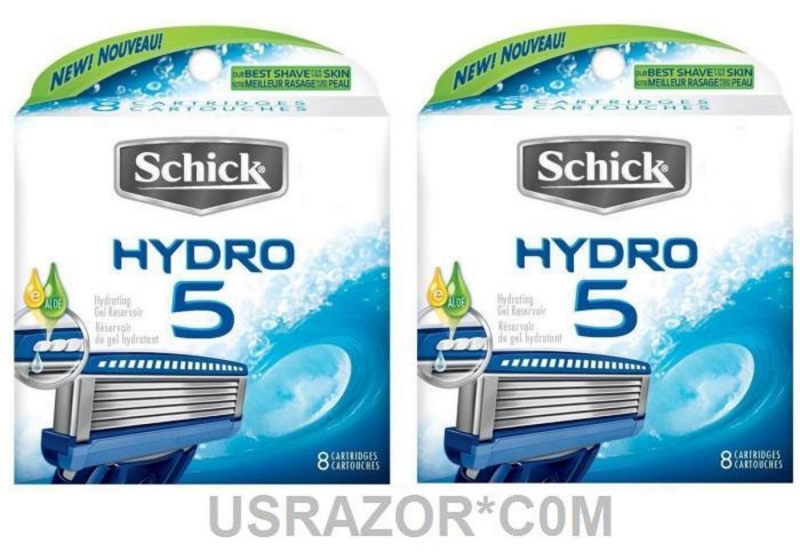 NEW! NOUVEAU!
OUR BEST SHAVE FOR YOUR SKIN
NOTRE MEILLEUR RASAGE POUR VOTRE PEAU
8 CARTRIDGES
CARTOUCHES
Schick®
HYDRO
5
e
ALOE
Hydrating
Gel Reservoir
Réservoir
de gel hydratant
8 CARTRIDGES
CARTOUCHES
NEW! NOUVEAU!
OUR BEST SHAVE FOR YOUR SKIN
NOTRE MEILLEUR RASAGE POUR VOTRE PEAU
8 CARTRIDGES
CARTOUCHES
Schick®
HYDRO
5
e
ALOE
Hydrating
Gel Reservoir
Réservoir
de gel hydratant
8 CARTRIDGES
CARTOUCHES
USRAZOR*C0M